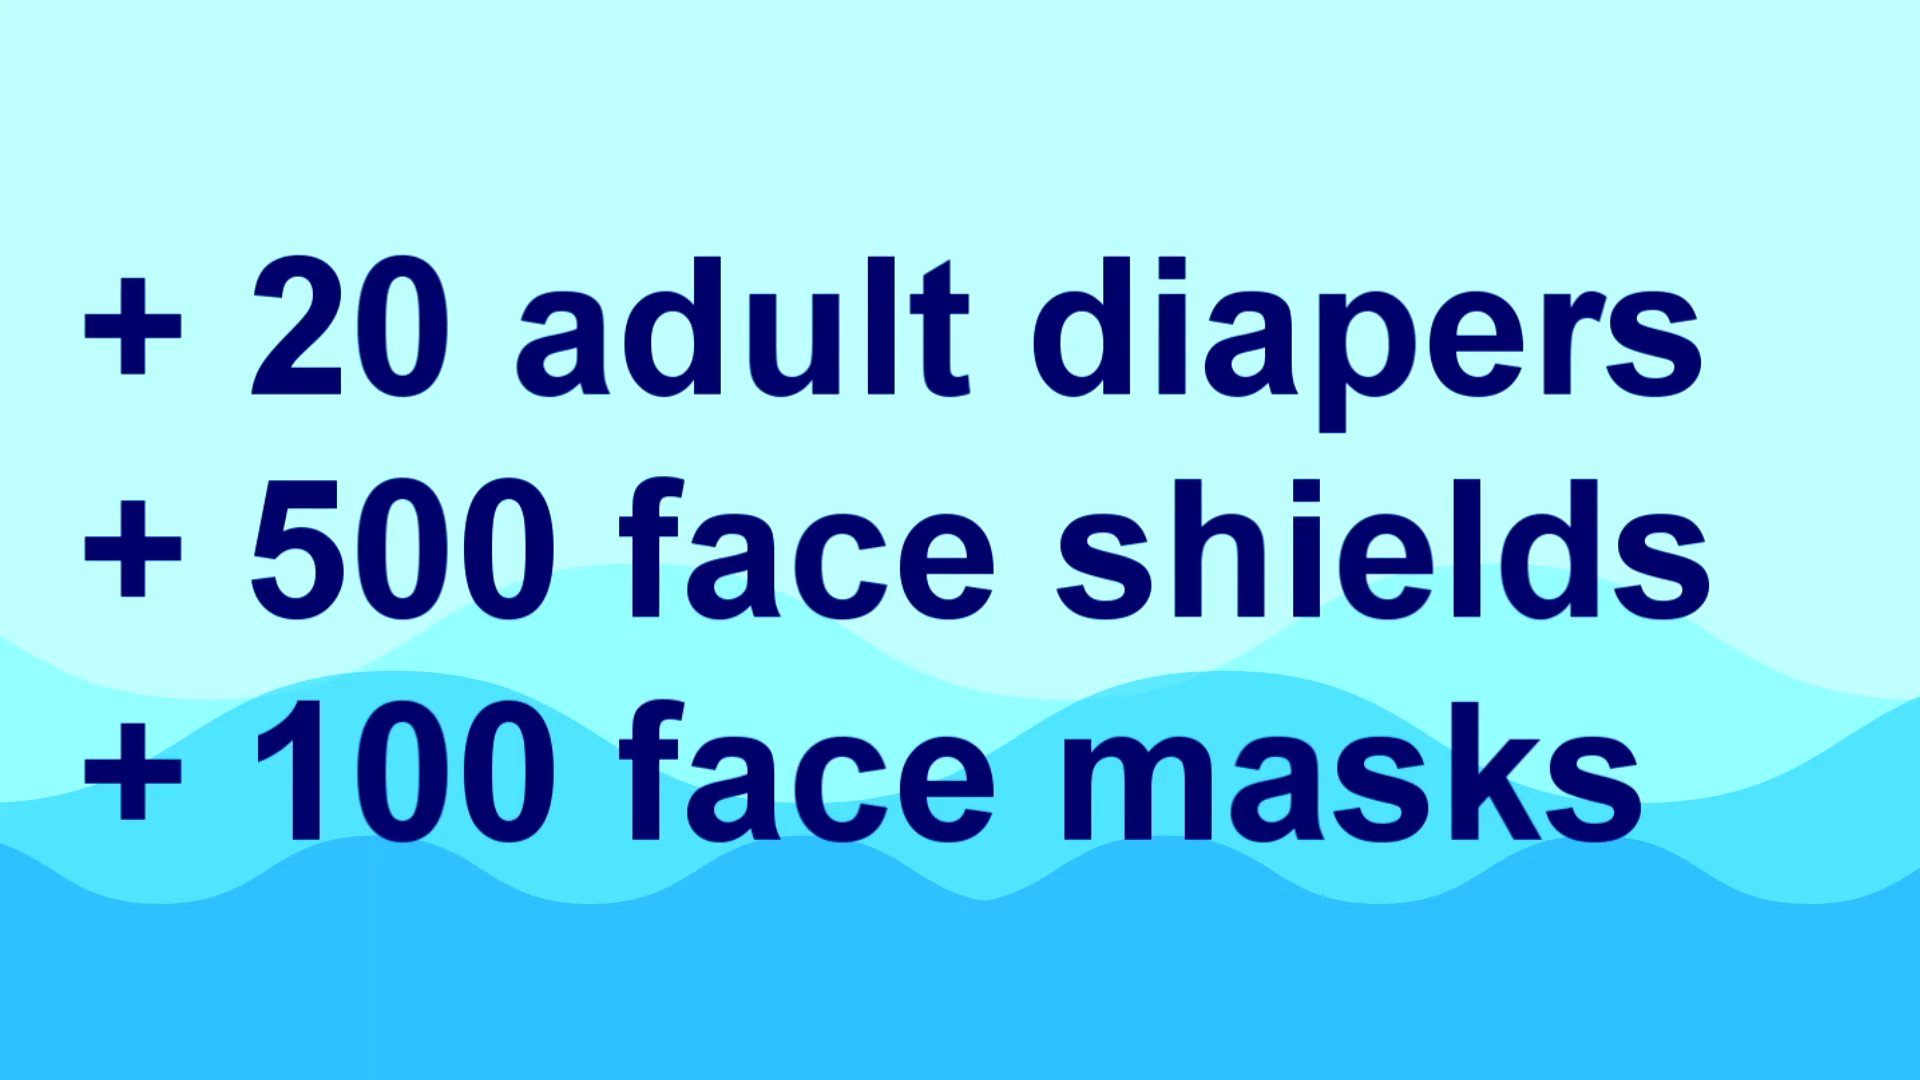 + 20 adult diapers
+ 500 face shields
+ 100 face masks